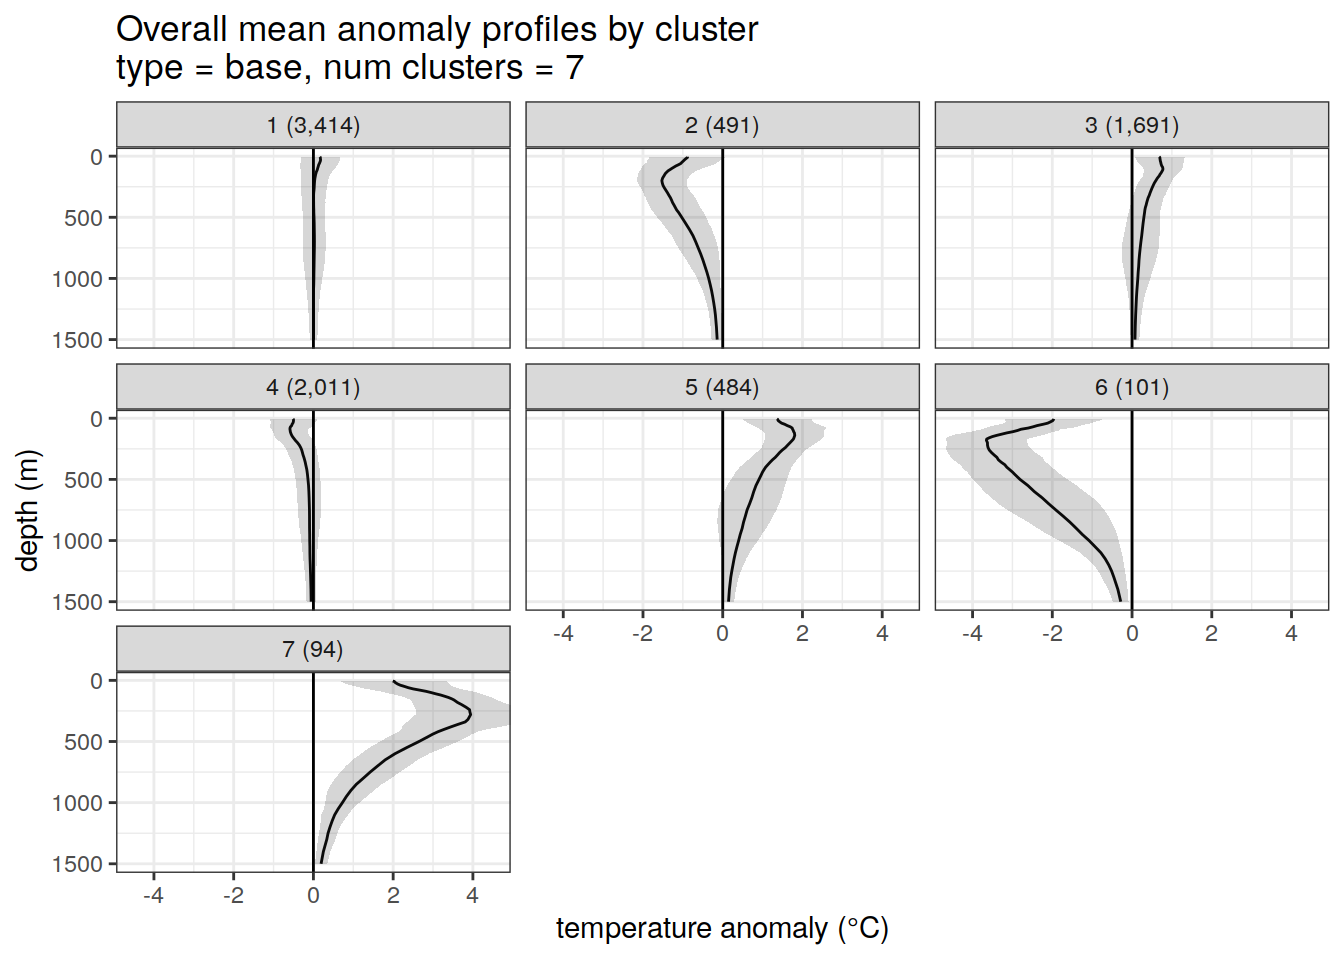 Overall mean anomaly profiles by cluster
type = base, num clusters = 7
1 (3,414)
2 (491)
3 (1,691)
0
500
1000
1500
4 (2,011)
5 (484)
6 (101)
0
500
1000
1500
-4 -2 0 2 4
-4 -2 0 2 4
7 (94)
0
500
1000
1500
-4 -2 0 2 4
depth (m)
temperature anomaly (°C)